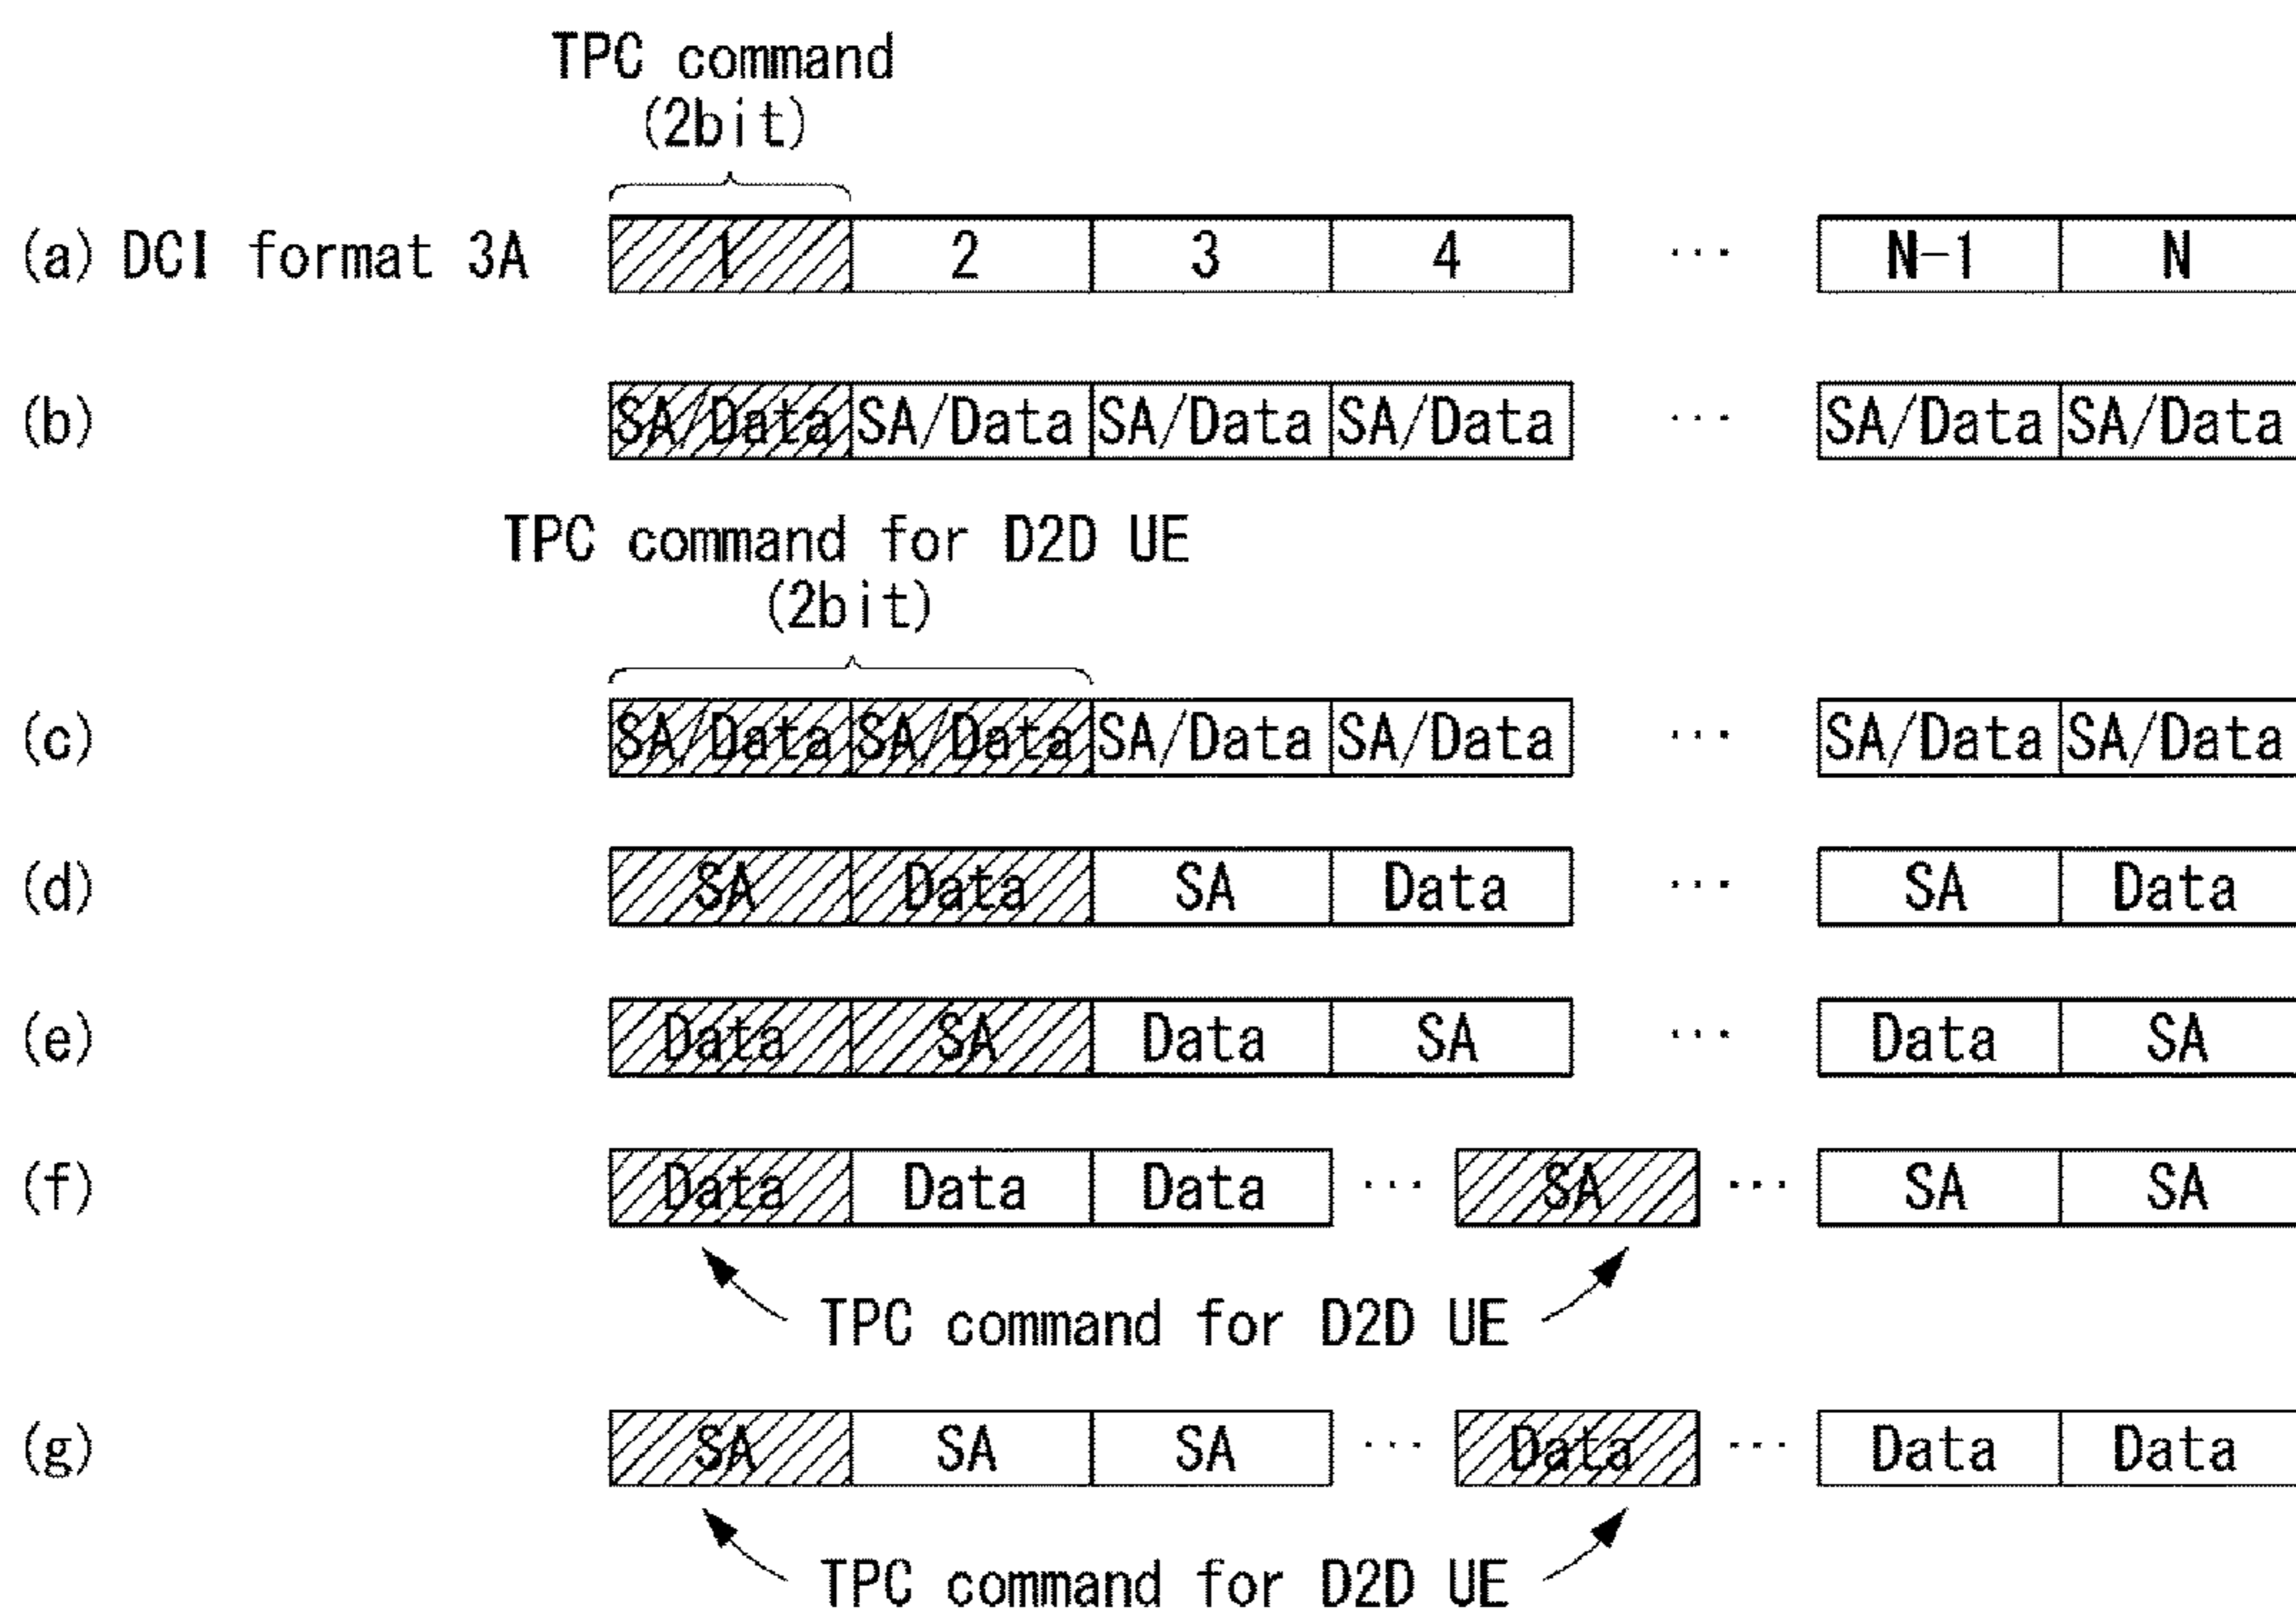 TPC command
(2bit)
(a) DCI format 3A 1 2 3 4 ... N-1 N
(b) SA/Data SA/Data SA/Data SA/Data ... SA/Data SA/Data
TPC command for D2D UE
(2bit)
(c) SA/Data SA/Data SA/Data SA/Data ... SA/Data SA/Data
(d) SA Data SA Data ... SA Data
(e) Data SA Data SA ... Data SA
(f) Data Data Data ... SA ... SA SA
TPC command for D2D UE
(g) SA SA SA ... Data ... Data Data
TPC command for D2D UE